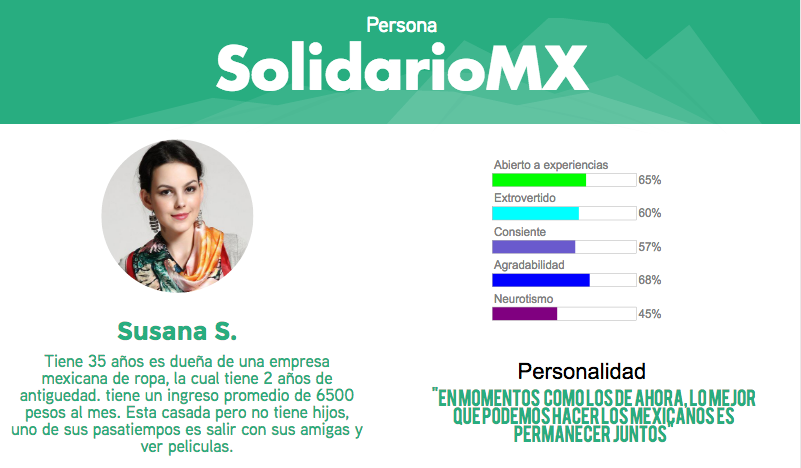 Persona
SolidarioMX
Abierto a experiencias
65%
Extrovertido
60%
Consiente
57%
Agradabilidad
68%
Neurotismo
45%
Susana S.
Tiene 35 años es dueña de una empresa
mexicana de ropa, la cual tiene 2 años de
antiguedad. tiene un ingreso promedio de 6500
pesos al mes. Esta casada pero no tiene hijos,
uno de sus pasatiempos es salir con sus amigas y
ver peliculas.
Personalidad
"EN MOMENTOS COMO LOS DE AHORA, LO MEJOR
QUE PODEMOS HACER LOS MEXICANOS ES
PERMANECER JUNTOS"